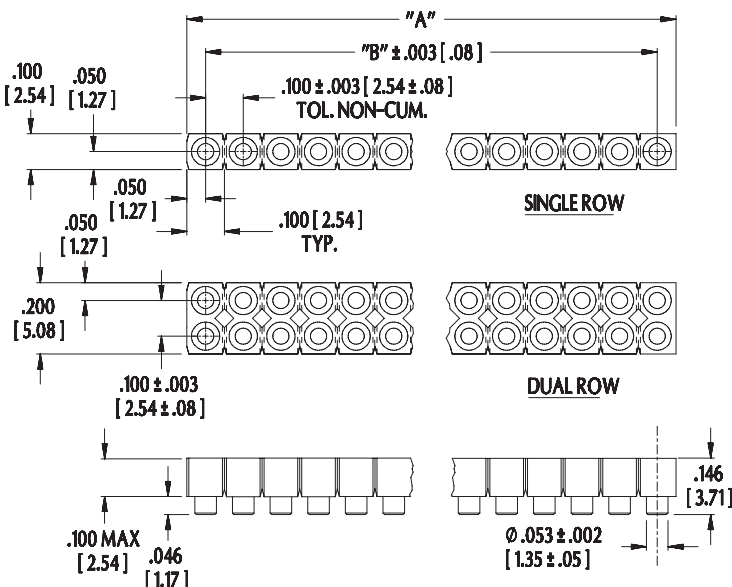 "A"
"B" ± .003 [ .08 ]
.100
[ 2.54 ]
.050
[ 1.27 ]
.100 ± .003 [ 2.54 ± .08 ]
TOL. NON-CUM.
.050
[ 1.27 ]
.050
[ 1.27 ]
.100 [ 2.54 ]
TYP.
SINGLE ROW
.200
[ 5.08 ]
.100 ± .003
[ 2.54 ± .08 ]
DUAL ROW
.100 MAX
[ 2.54 ]
.046
[ 1.17 ]
Ø .053 ± .002
[ 1.35 ± .05 ]
.146
[ 3.71 ]